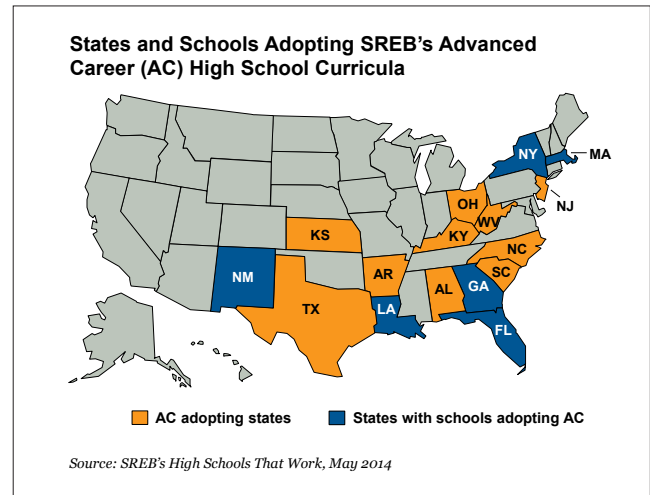 States and Schools Adopting SREB's Advanced
Career (AC) High School Curricula
NY
MA
NJ
OH
WV
KS
KY
NC
NM
AR
SC
TX
LA
AL
GA
FL
AC adopting states
States with schools adopting AC
Source: SREB's High Schools That Work, May 2014